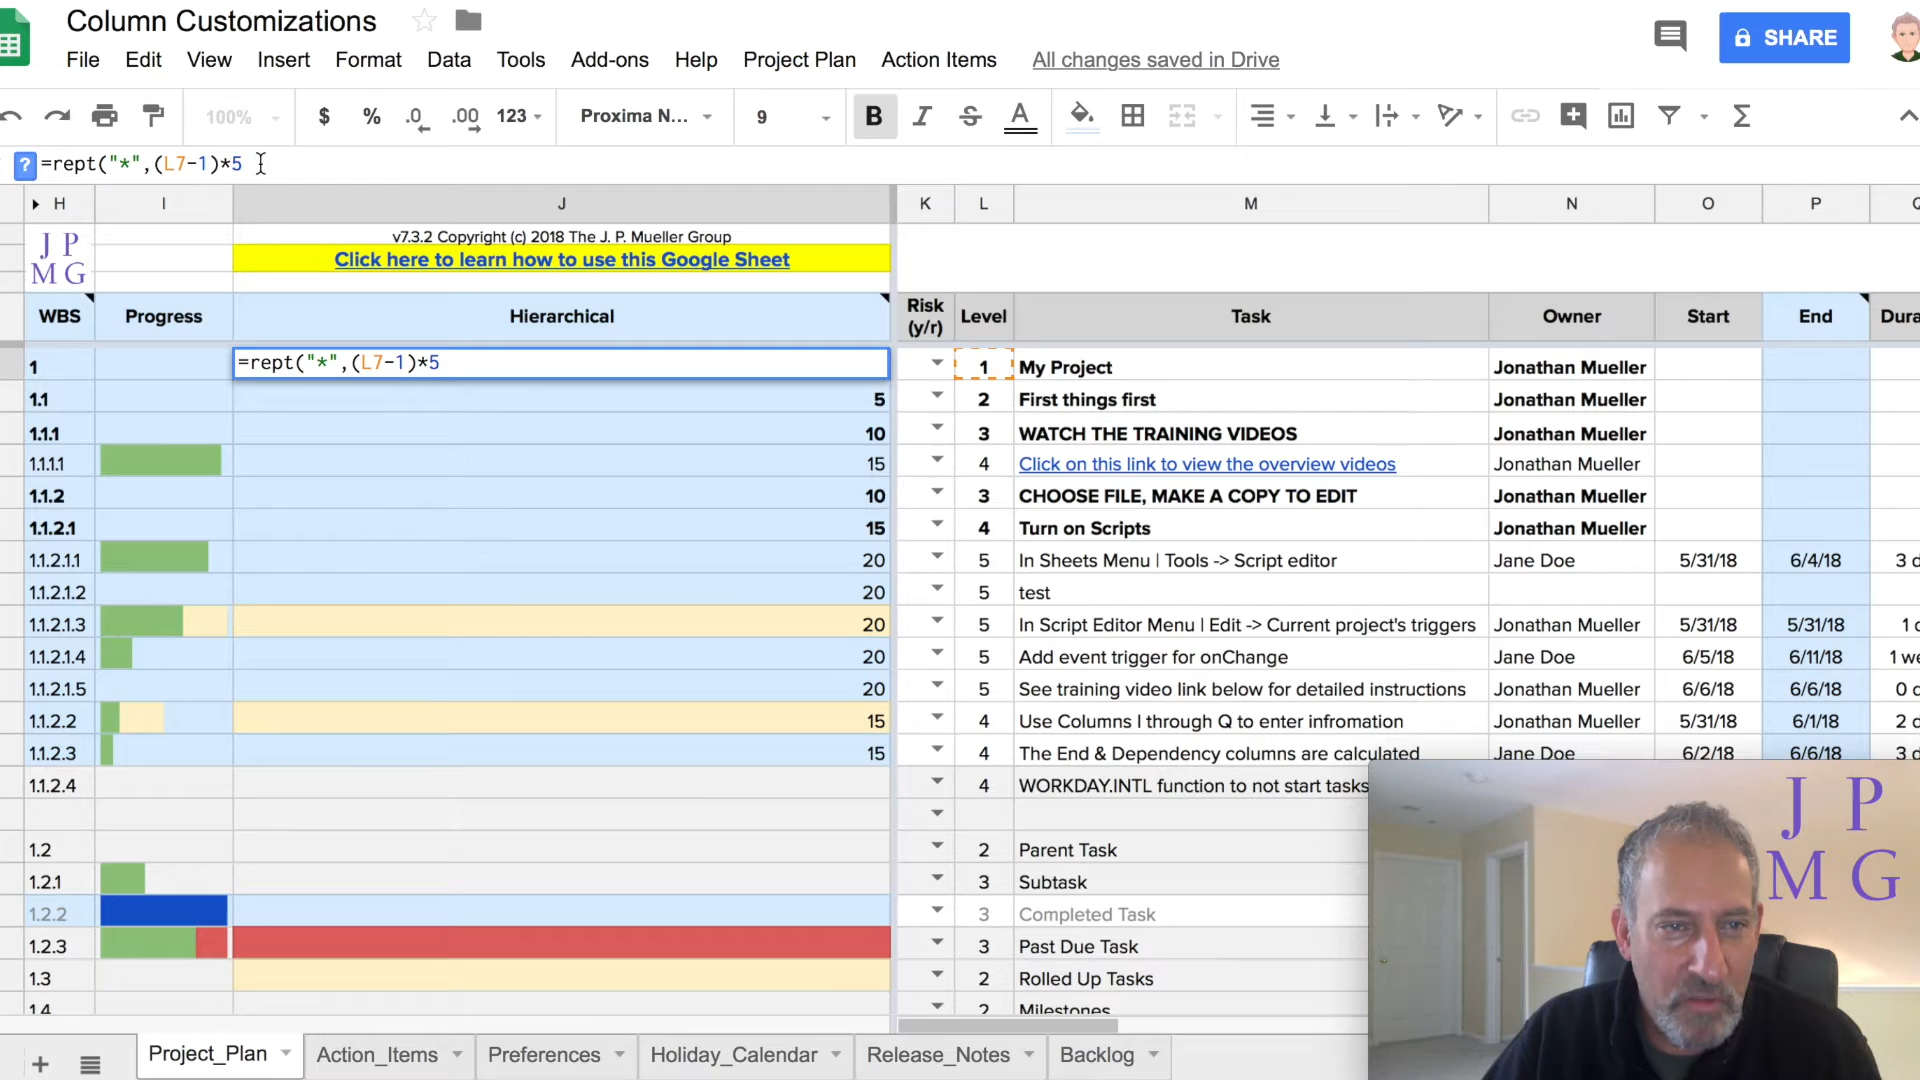 Column Customizations
File Edit View Insert Format Data Tools Add-ons Help Project Plan Action Items All changes saved in Drive
SHARE
100% $ % .0 .00 123 Proxima N... 9 B I S A Σ
? =rept("*",(L7-1)*5
H I J K L M N O P
J P
M G
v7.3.2 Copyright (c) 2018 The J. P. Mueller Group
Click here to learn how to use this Google Sheet
WBS Progress Hierarchical Risk (y/r) Level Task Owner Start End Dura
1 =rept("*",(L7-1)*5 1 My Project Jonathan Mueller
1.1 5 2 First things first Jonathan Mueller
1.1.1 10 3 WATCH THE TRAINING VIDEOS Jonathan Mueller
1.1.1.1 15 4 Click on this link to view the overview videos Jonathan Mueller
1.1.2 10 3 CHOOSE FILE, MAKE A COPY TO EDIT Jonathan Mueller
1.1.2.1 15 4 Turn on Scripts Jonathan Mueller
1.1.2.1.1 20 5 In Sheets Menu | Tools -> Script editor Jane Doe 5/31/18 6/4/18 3 d
1.1.2.1.2 20 5 test
1.1.2.1.3 20 5 In Script Editor Menu | Edit -> Current project's triggers Jonathan Mueller 5/31/18 5/31/18 1
1.1.2.1.4 20 5 Add event trigger for onChange Jane Doe 6/5/18 6/11/18 1 we
1.1.2.1.5 20 5 See training video link below for detailed instructions Jonathan Mueller 6/6/18 6/6/18 0 d
1.1.2.2 15 4 Use Columns I through Q to enter infromation Jonathan Mueller 5/31/18 6/1/18 2 d
1.1.2.3 15 4 The End & Dependency columns are calculated Jane Doe 6/2/18 6/6/18 3 d
1.1.2.4 4 WORKDAY.INTL function to not start tasks
1.2 2 Parent Task
1.2.1 3 Subtask
1.2.2 3 Completed Task
1.2.3 3 Past Due Task
1.3 2 Rolled Up Tasks
1.4 2 Milestones
J P
M G
Project_Plan Action_Items Preferences Holiday_Calendar Release_Notes Backlog